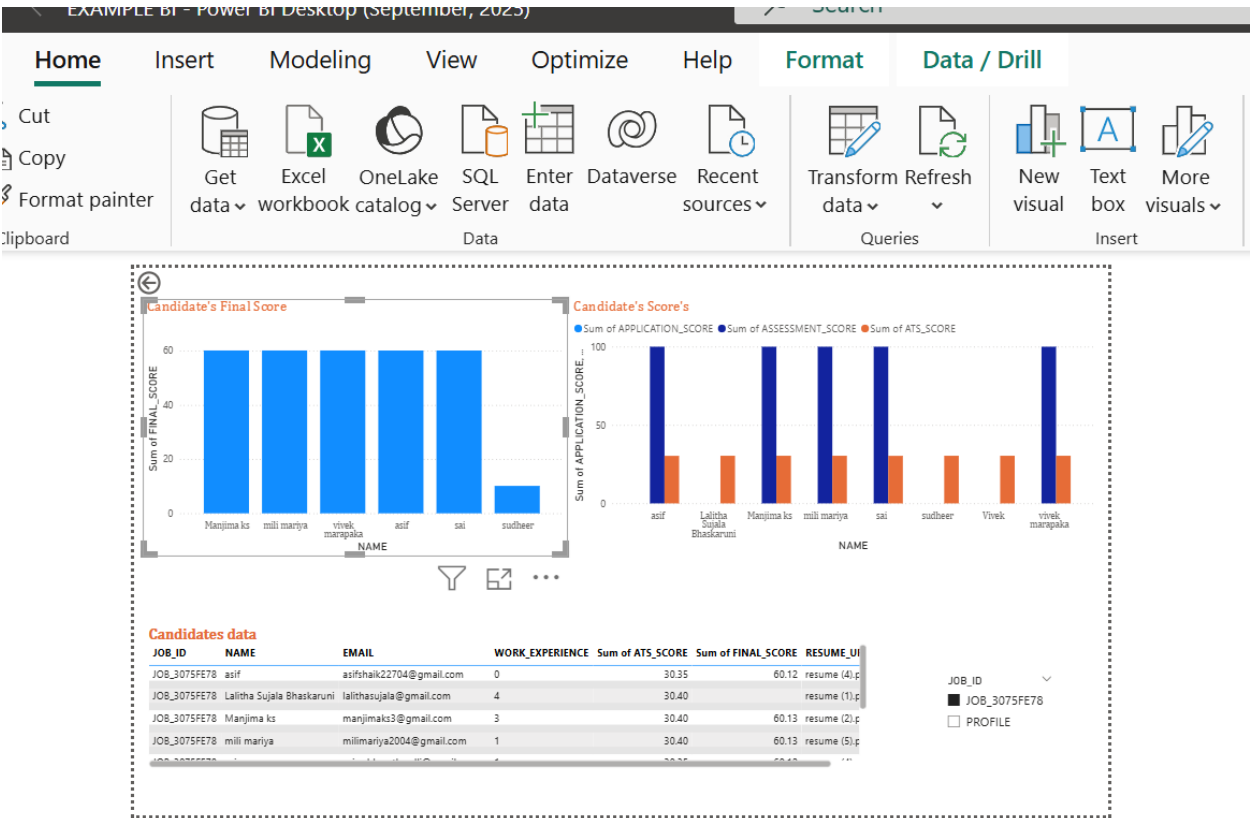 EXAMPLE BI - Power BI Desktop (September, 2025)
Search
Home Insert Modeling View Optimize Help Format Data / Drill
Cut
Copy
Format painter
Clipboard
Get data
Excel workbook
OneLake catalog
SQL Server
Enter data
Dataverse
Recent sources
Data
Transform data
Refresh
Queries
New visual
Text box
More visuals
Insert
Candidate's Final Score
Sum of FINAL_SCORE
60
40
20
0
Manjima ks
mili mariya
vivek marapaka
asif
sai
sudheer
NAME
Candidate's Score's
Sum of APPLICATION_SCORE Sum of ASSESSMENT_SCORE Sum of ATS_SCORE
Sum of APPLICATION_SCORE, ...
100
50
0
asif
Lalitha Sujala Bhaskaruni
Manjima ks
mili mariya
sai
sudheer
Vivek
vivek marapaka
NAME
Candidates data
JOB_ID NAME EMAIL WORK_EXPERIENCE Sum of ATS_SCORE Sum of FINAL_SCORE RESUME_U
JOB_3075FE78 asif asifshaik22704@gmail.com 0 30.35 60.12 resume (4).p
JOB_3075FE78 Lalitha Sujala Bhaskaruni lalithasujala@gmail.com 4 30.40 resume (1).p
JOB_3075FE78 Manjima ks manjimaks3@gmail.com 3 30.40 60.13 resume (2).p
JOB_3075FE78 mili mariya milimariya2004@gmail.com 1 30.40 60.13 resume (5).p
JOB_ID
JOB_3075FE78
PROFILE